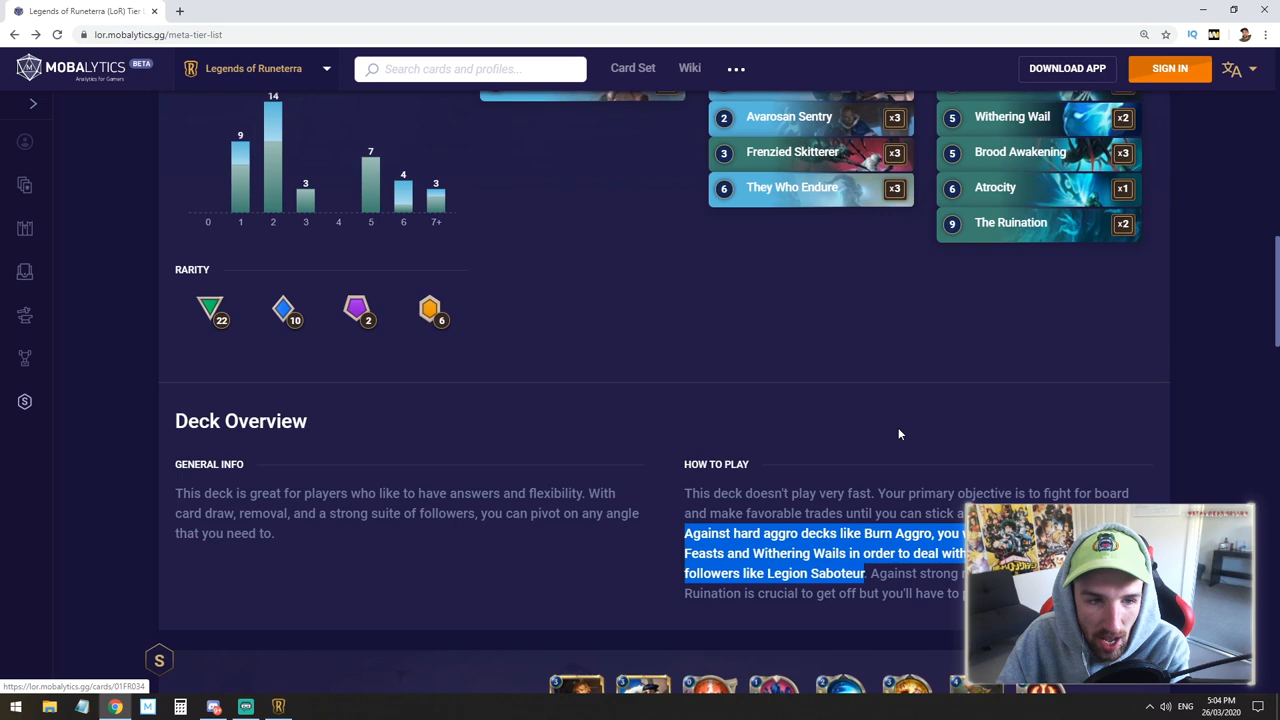 Legends of Runeterra (LoR) Tier
lor.mobalytics.gg/meta-tier-list
IQ
MOBALYTICS BETA
Analytics for Gamers
Legends of Runeterra
Search cards and profiles...
Card Set
Wiki
DOWNLOAD APP
SIGN IN
9
14
3
7
4
3
0
1
2
3
4
5
6
7+
2 Avarosan Sentry x3
3 Frenzied Skitterer x3
6 They Who Endure x3
5 Withering Wail x2
5 Brood Awakening x3
6 Atrocity x1
9 The Ruination x2
RARITY
22
10
2
6
Deck Overview
GENERAL INFO
This deck is great for players who like to have answers and flexibility. With
card draw, removal, and a strong suite of followers, you can pivot on any angle
that you need to.
HOW TO PLAY
This deck doesn't play very fast. Your primary objective is to fight for board
and make favorable trades until you can stick a
Against hard aggro decks like Burn Aggro, you
Feasts and Withering Wails in order to deal with
followers like Legion Saboteur. Against strong
Ruination is crucial to get off but you'll have to
S
https://lor.mobalytics.gg/cards/01FR034
ENG
5:04 PM
26/03/2020